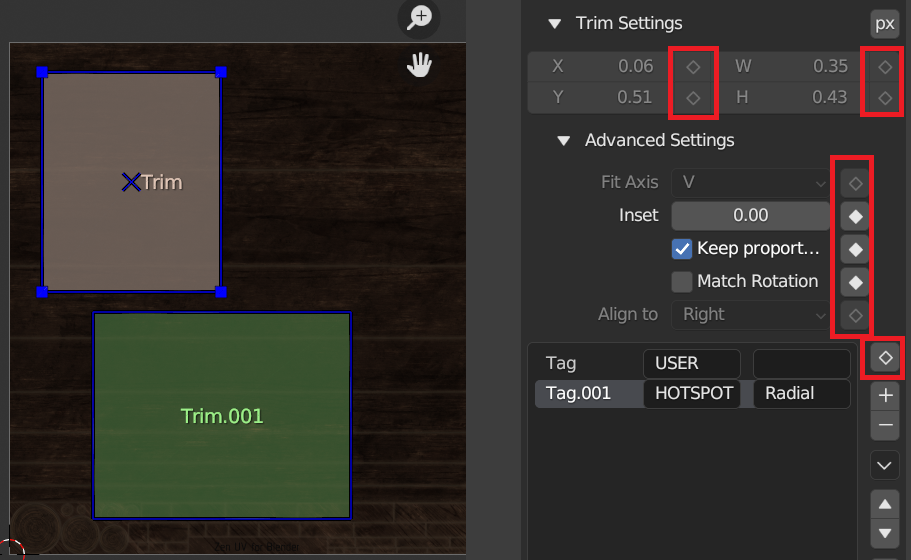 Trim Settings
px
X 0.06 W 0.35
Y 0.51 H 0.43
Advanced Settings
Fit Axis V
Inset 0.00
Keep proport...
Match Rotation
Align to Right
Tag USER
Tag.001 HOTSPOT Radial
Trim
Trim.001